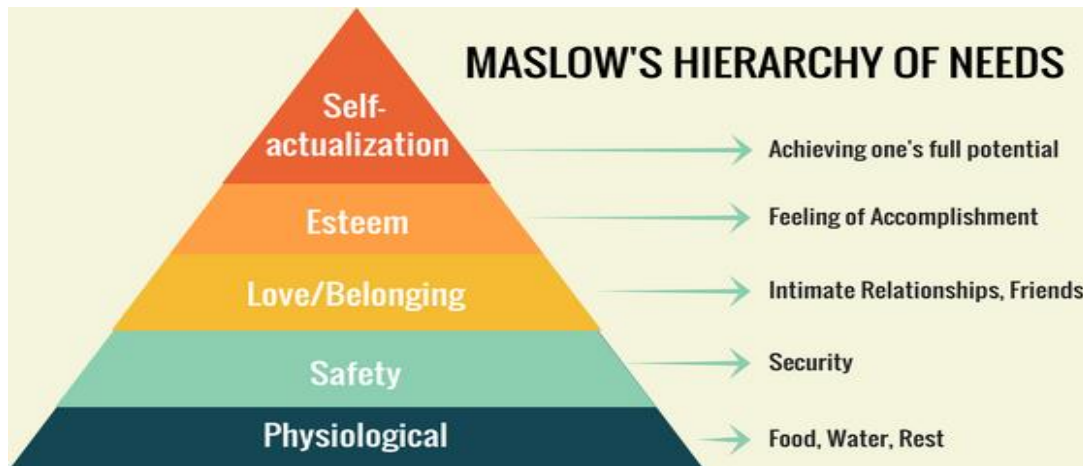 MASLOW'S HIERARCHY OF NEEDS
Self-
actualization
Achieving one's full potential
Esteem
Feeling of Accomplishment
Love/Belonging
Intimate Relationships, Friends
Safety
Security
Physiological
Food, Water, Rest